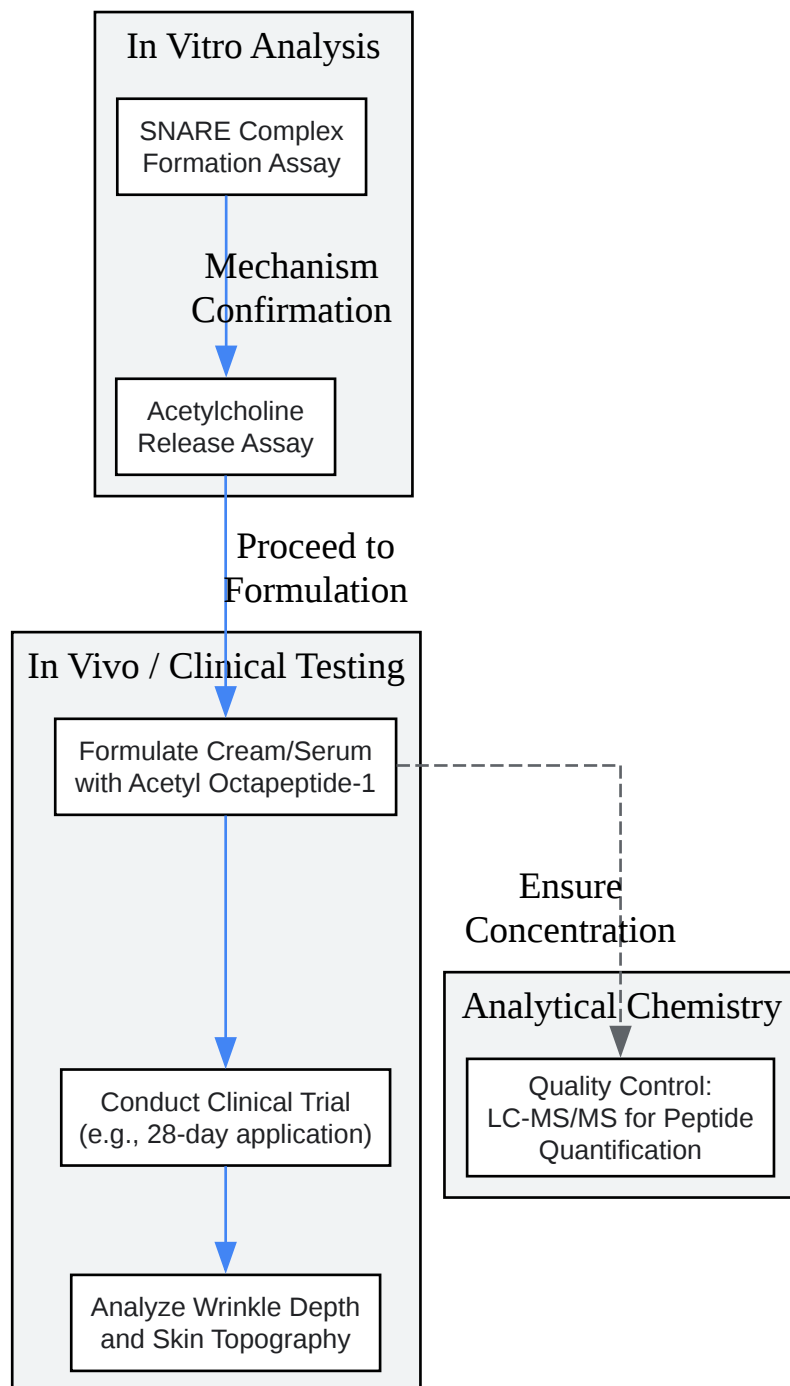 In Vitro Analysis
SNARE Complex
Formation Assay
Mechanism
Confirmation
Acetylcholine
Release Assay
Proceed to
Formulation
In Vivo / Clinical Testing
Formulate Cream/Serum
with Acetyl Octapeptide-1
Ensure
Concentration
Analytical Chemistry
Quality Control:
LC-MS/MS for Peptide
Quantification
Conduct Clinical Trial
(e.g., 28-day application)
Analyze Wrinkle Depth
and Skin Topography